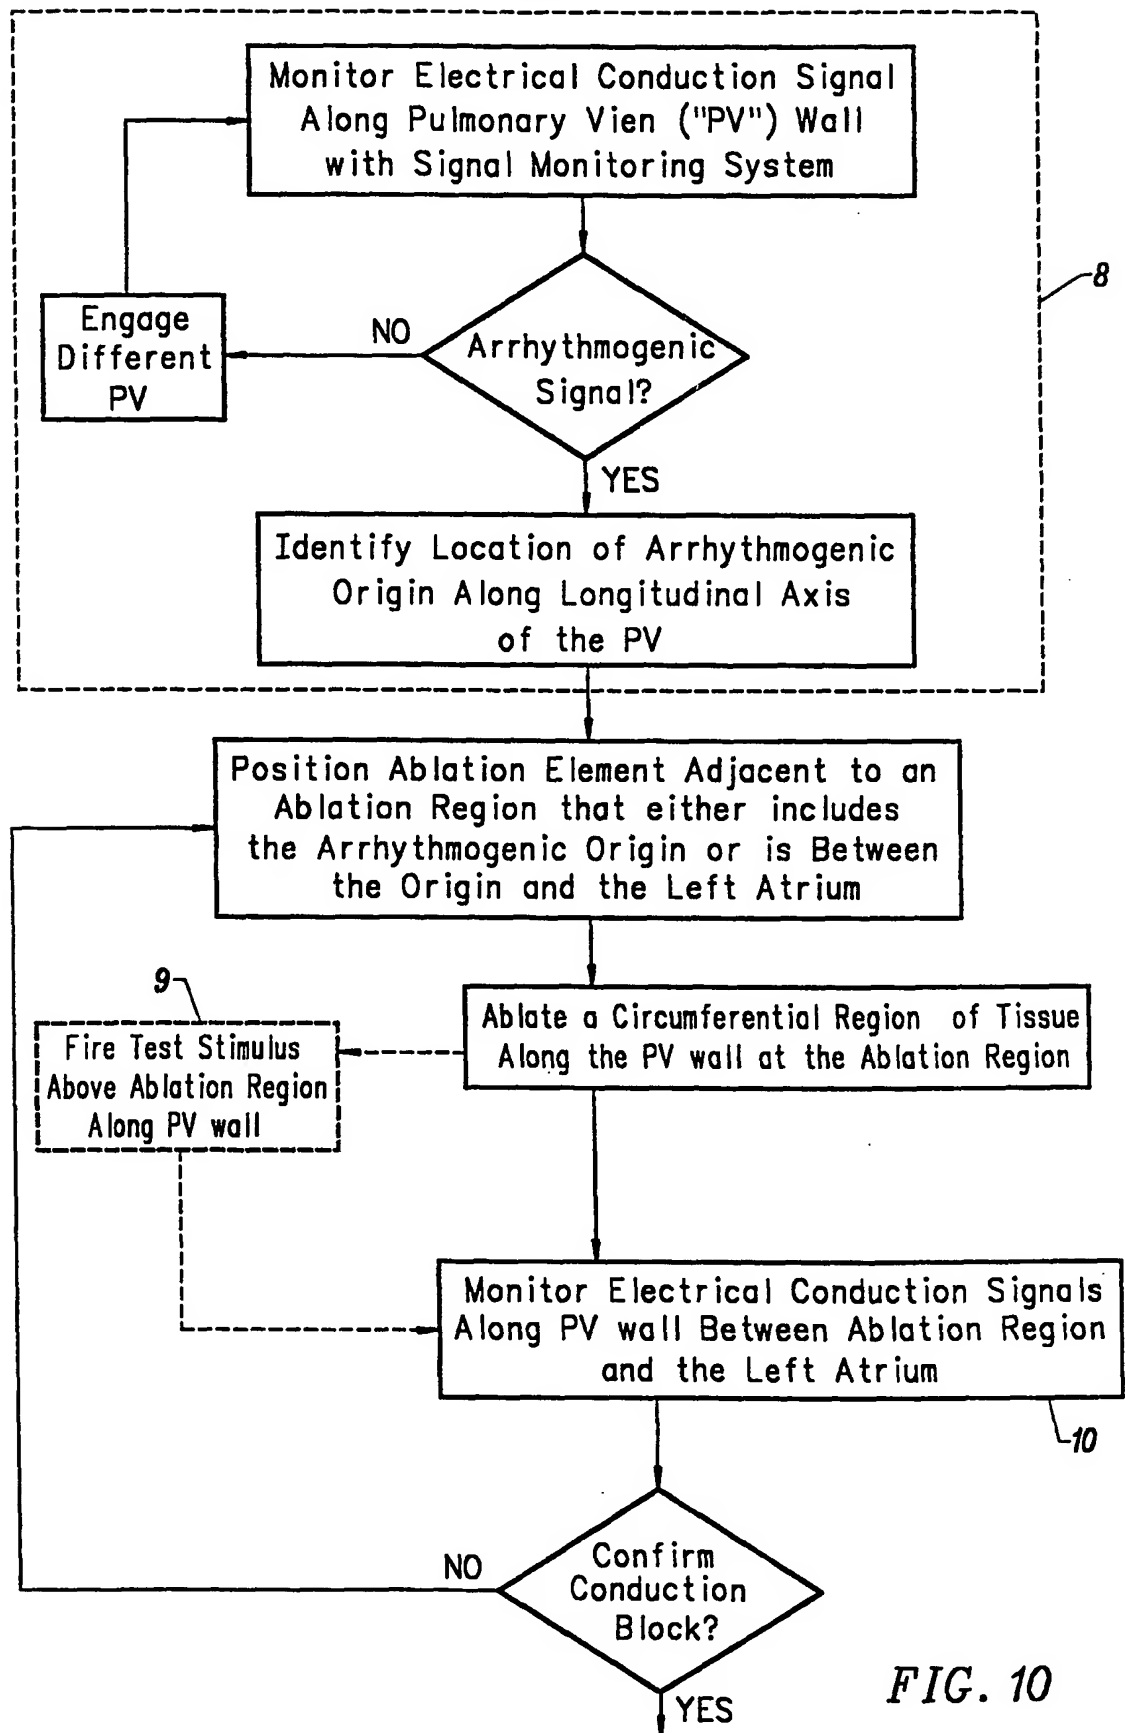 Monitor Electrical Conduction Signal
Along Pulmonary Vien ("PV") Wall
with Signal Monitoring System
8
Engage
Different
PV
NO
Arrhythmogenic
Signal?
YES
Identify Location of Arrhythmogenic
Origin Along Longitudinal Axis
of the PV
Position Ablation Element Adjacent to an
Ablation Region that either includes
the Arrhythmogenic Origin or is Between
the Origin and the Left Atrium
9
Fire Test Stimulus
Above Ablation Region
Along PV wall
Ablate a Circumferential Region of Tissue
Along the PV wall at the Ablation Region
Monitor Electrical Conduction Signals
Along PV wall Between Ablation Region
and the Left Atrium
10
NO
Confirm
Conduction
Block?
YES
FIG. 10